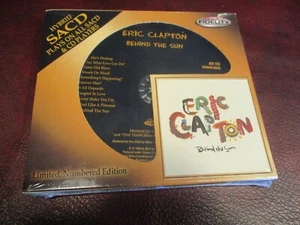 HYBRID
SACD
PLAYS ON ALL SACD
& CD PLAYERS
FIDELITY
ERIC CLAPTON
BEHIND THE SUN
She's Waiting
See What Love Can Do
Same Old Blues
Knock On Wood
Something's Happening
Forever Man
It All Depends
Tangled In Love
Never Make You Cry
Just Like A Prisoner
Behind The Sun
Limited, Numbered Edition
ERIC
CLAPTON
Behind the Sun